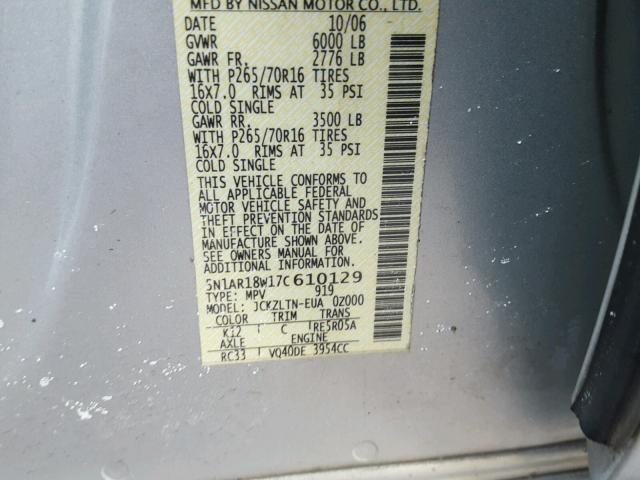 MFD BY NISSAN MOTOR CO., LTD.
DATE 10/06
GVWR 6000 LB
GAWR FR. 2776 LB
WITH P265/70R16 TIRES
16X7.0 RIMS AT 35 PSI
COLD SINGLE
GAWR RR. 3500 LB
WITH P265/70R16 TIRES
16X7.0 RIMS AT 35 PSI
COLD SINGLE
THIS VEHICLE CONFORMS TO
ALL APPLICABLE FEDERAL
MOTOR VEHICLE SAFETY AND
THEFT PREVENTION STANDARDS
IN EFFECT ON THE DATE OF
MANUFACTURE SHOWN ABOVE.
SEE OWNERS MANUAL FOR
ADDITIONAL INFORMATION
5N1AR18W17C610129
TYPE: MPV 919
MODEL: JCKZLTN-EUA 0Z000
COLOR TRIM TRANS
K12 C RE5R05A
AXLE ENGINE
RC33 VQ40DE 3954CC